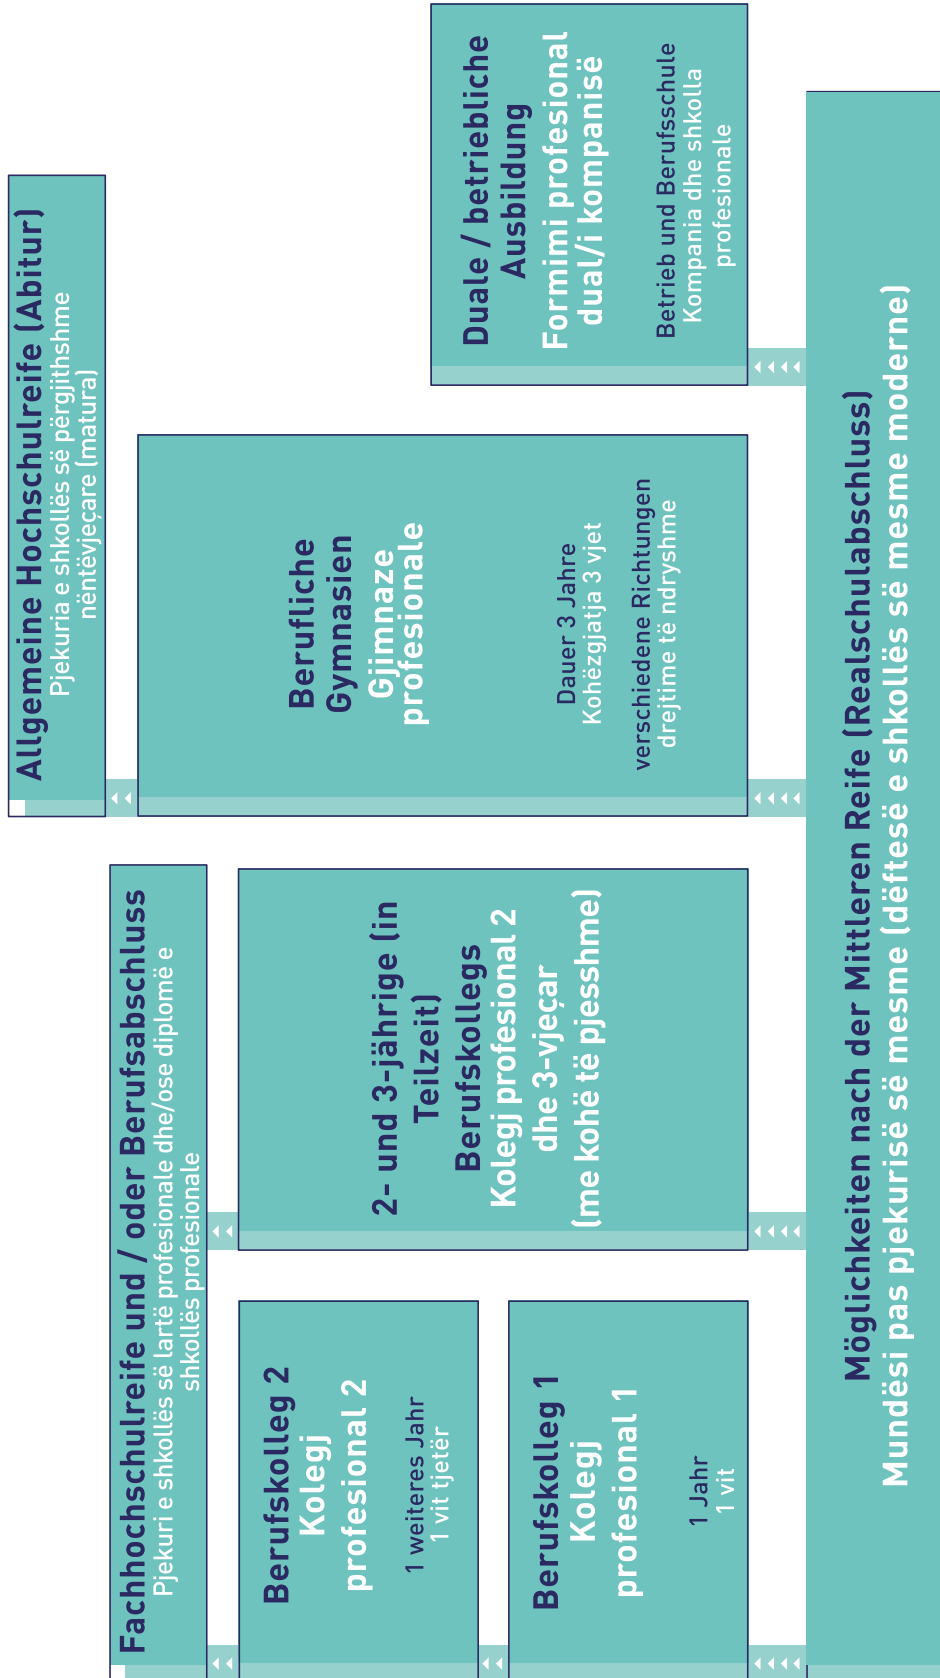 Allgemeine Hochschulreife (Abitur)
Pjekuria e shkollës së përgjithshme
nëntëvjeçare (matura)
Fachhochschulreife und / oder Berufsabschluss
Pjekuri e shkollës së lartë profesionale dhe/ose diplomë e
shkollës profesionale
Berufskolleg 2
Kolegj
profesional 2
1 weiteres Jahr
1 vit tjetër
Berufskolleg 1
Kolegj
profesional 1
1 Jahr
1 vit
2- und 3-jährige (in
Teilzeit)
Berufskollegs
Kolegj profesional 2
dhe 3-vjeçar
(me kohë të pjesshme)
Berufliche
Gymnasien
Gjimnaze
profesionale
Dauer 3 Jahre
Kohëzgjatja 3 vjet
verschiedene Richtungen
drejtime të ndryshme
Duale / betriebliche
Ausbildung
Formimi profesional
dual/i kompanisë
Betrieb und Berufsschule
Kompania dhe shkolla
profesionale
Möglichkeiten nach der Mittleren Reife (Realschulabschluss)
Mundësi pas pjekurisë së mesme (dëftesë e shkollës së mesme moderne)